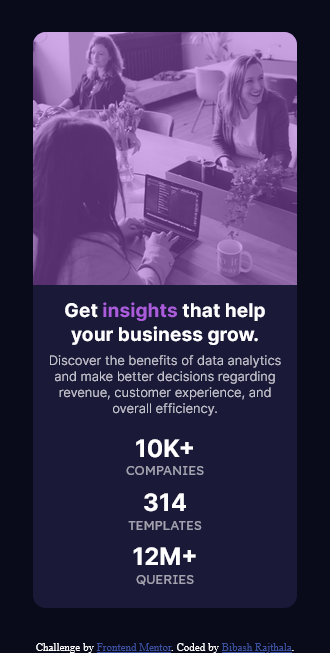 Get insights that help
your business grow.
Discover the benefits of data analytics
and make better decisions regarding
revenue, customer experience, and
overall efficiency.
10K+
COMPANIES
314
TEMPLATES
12M+
QUERIES
Challenge by Frontend Mentor. Coded by Bibash Rajthala.